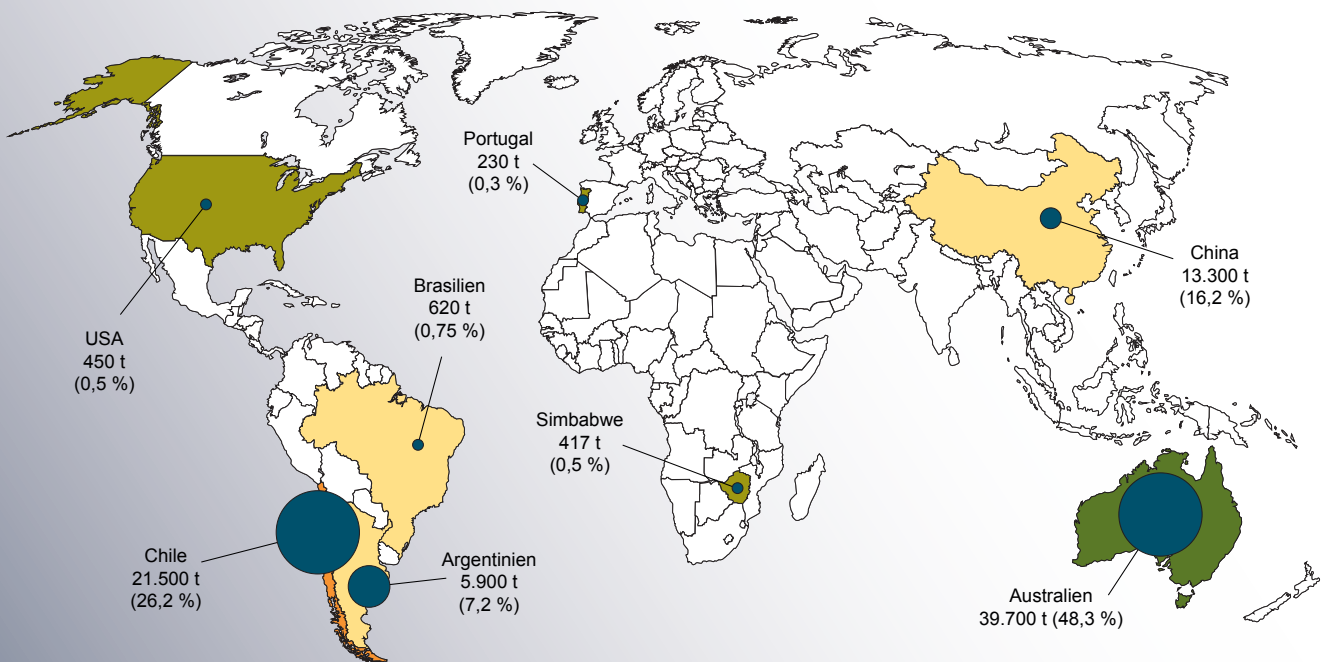 Portugal
230 t
(0,3 %)
China
13.300 t
(16,2 %)
Brasilien
620 t
(0,75 %)
USA
450 t
(0,5 %)
Simbabwe
417 t
(0,5 %)
Chile
21.500 t
(26,2 %)
Argentinien
5.900 t
(7,2 %)
Australien
39.700 t (48,3 %)